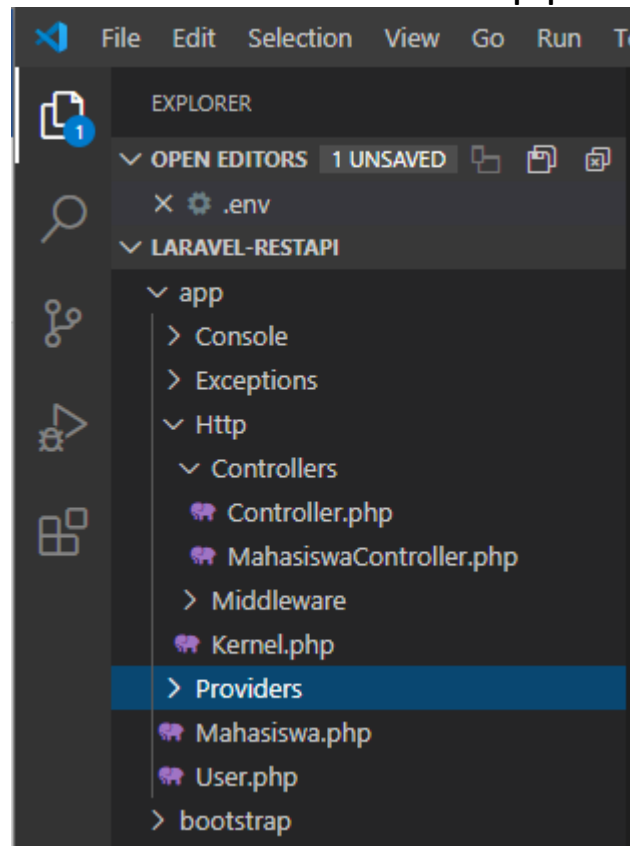 File Edit Selection View Go Run
EXPLORER
OPEN EDITORS 1 UNSAVED
.env
LARAVEL-RESTAPI
app
Console
Exceptions
Http
Controllers
Controller.php
MahasiswaController.php
Middleware
Kernel.php
Providers
Mahasiswa.php
User.php
bootstrap
1